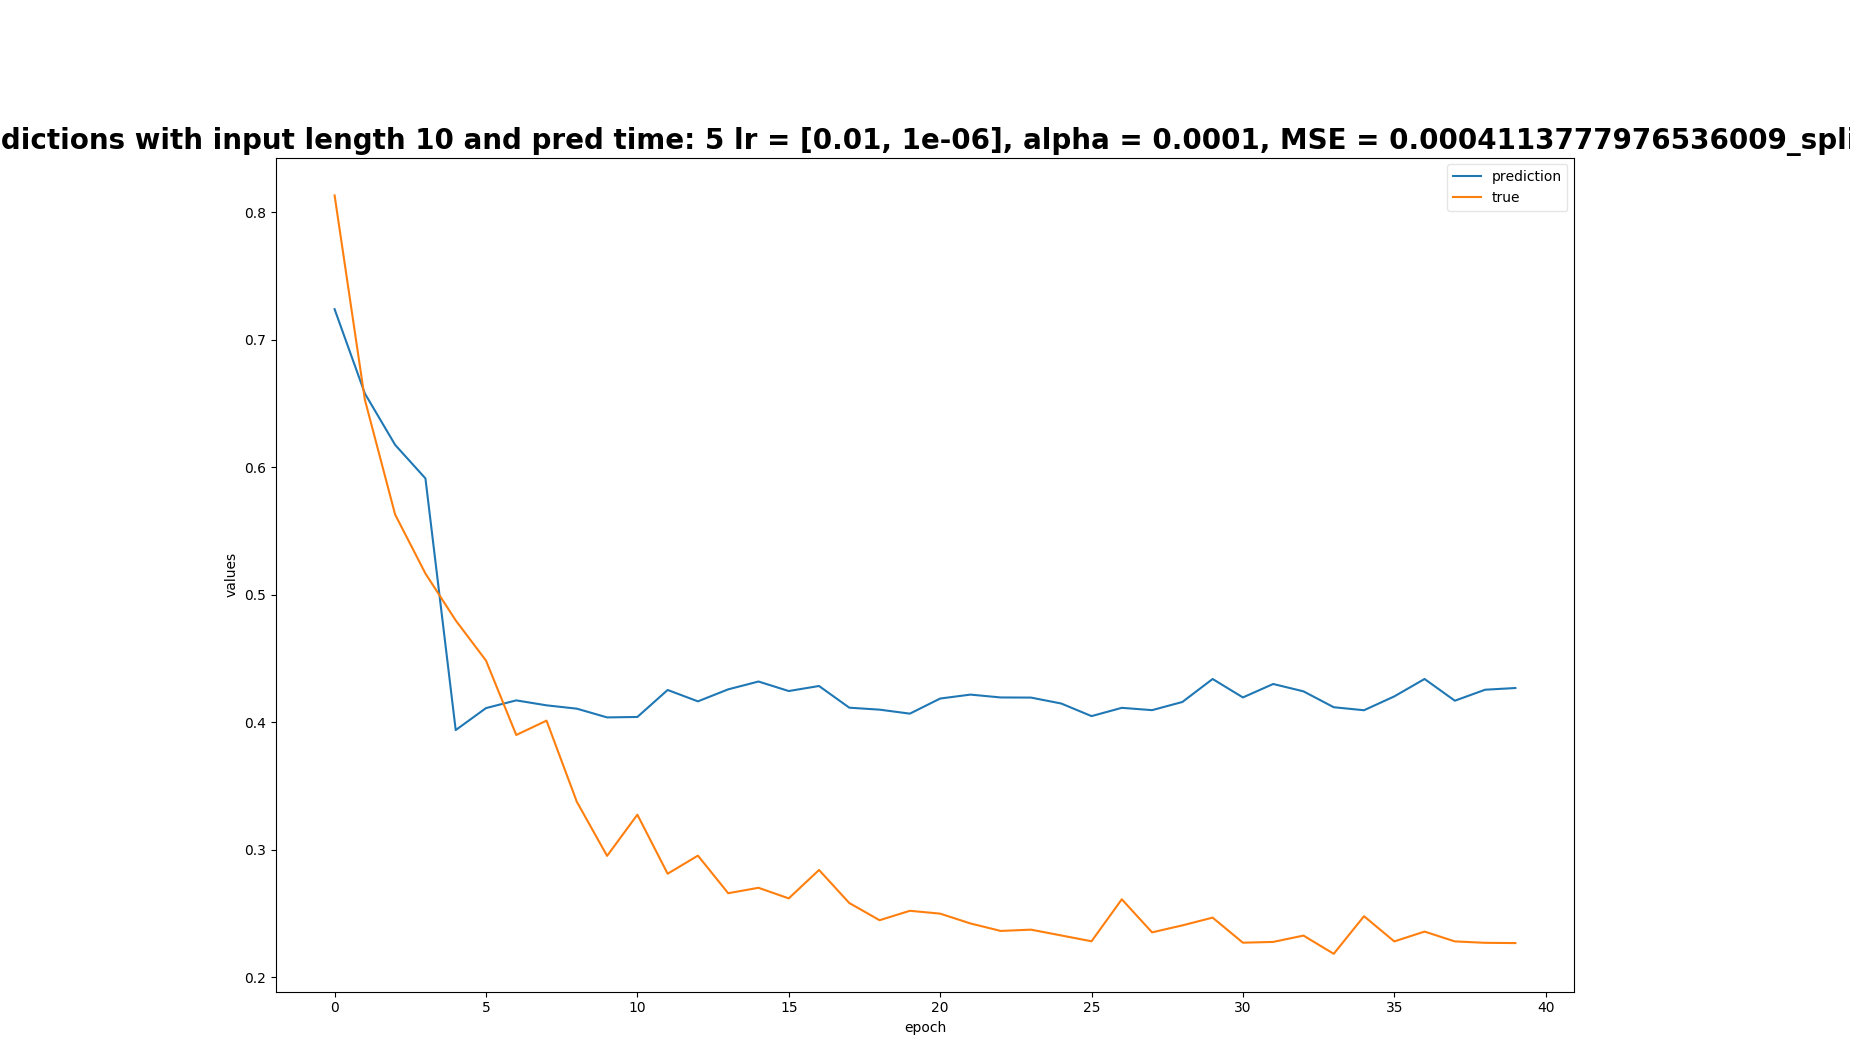 dictions with input length 10 and pred time: 5 lr = [0.01, 1e-06], alpha = 0.0001, MSE = 0.0004113777976536009_spli
prediction
true
0.8
0.7
0.6
0.5
0.4
0.3
0.2
values
0 5 10 15 20 25 30 35 40
epoch